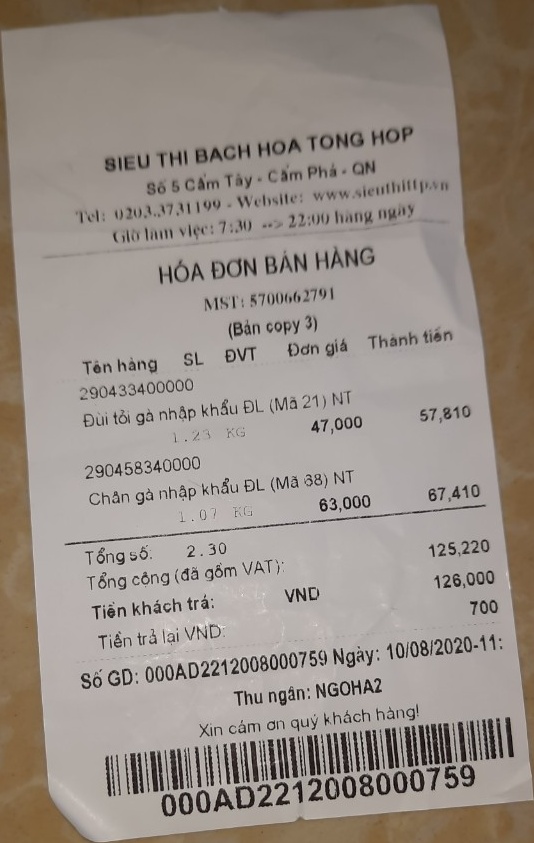 SIEU THI BACH HOA TONG HOP
Số 5 Cẩm Tây - Cẩm Phả - QN
Tel: 0203.3731199 - Website: www.sieuthittp.vn
Giờ làm việc: 7:30 --> 22:00 hàng ngày
HÓA ĐƠN BÁN HÀNG
MST: 5700662791
(Bản copy 3)
Tên hàng SL ĐVT Đơn giá Thành tiền
290433400000
Đùi tỏi gà nhập khẩu ĐL (Mã 21) NT
1.23 KG 47,000 57,810
290458340000
Chân gà nhập khẩu ĐL (Mã 38) NT
1.07 KG 63,000 67,410
Tổng số: 2.30
Tổng cộng (đã gồm VAT): 125,220
Tiền khách trả: VND 126,000
Tiền trả lại VND: 700
Số GD: 000AD2212008000759 Ngày: 10/08/2020-11:
Thu ngân: NGOHA2
Xin cám ơn quý khách hàng!
000AD2212008000759